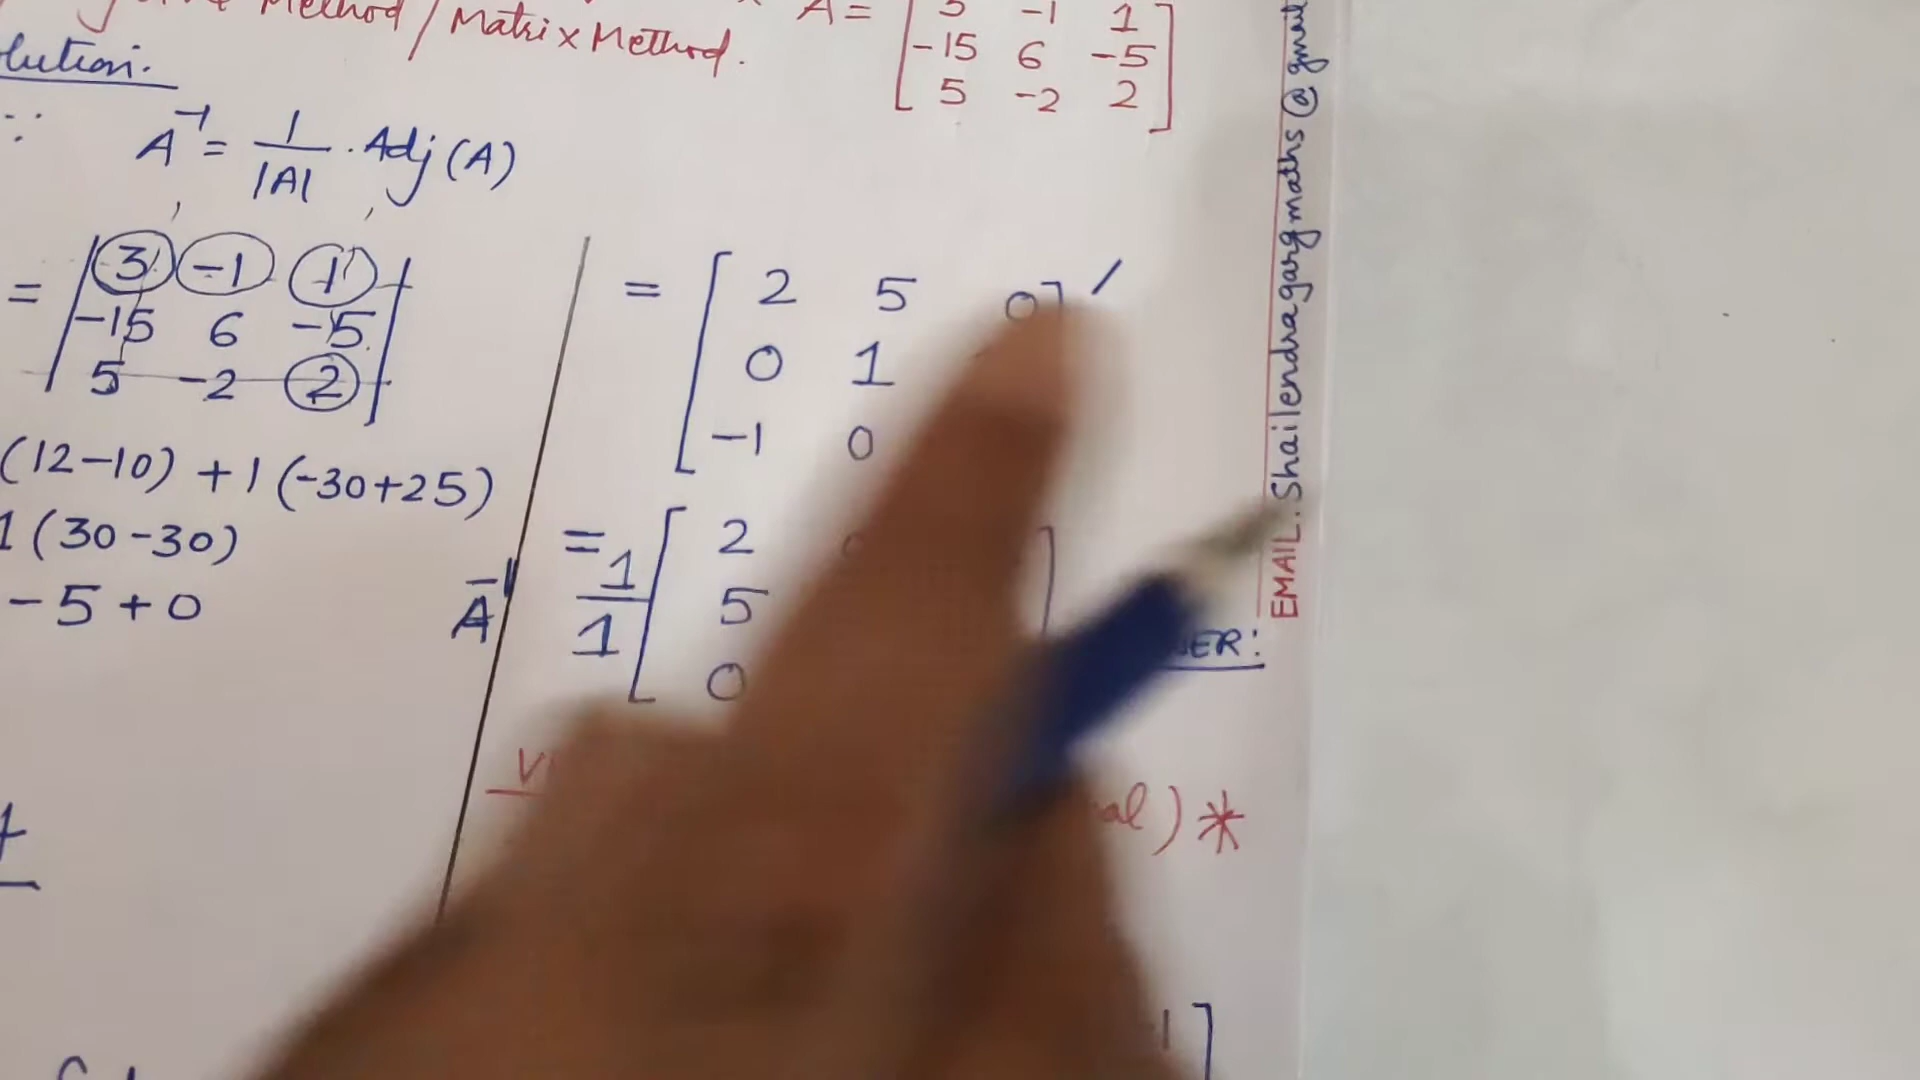 Method / Matrix Method. A = [ 3 -1 1
-15 6 -5
5 -2 2 ]
lution.
∵ A⁻¹ = 1/|A| . Adj (A)
= | 3 -1 1
-15 6 -5
5 -2 2 |
(12-10) +1 (-30+25)
1 (30-30)
-5 + 0
= [ 2 5 0 ]′
0 1
-1 0
A⁻¹ = 1/1 [ 2
5
0 ]
ER:
al) *
1 ]
EMAIL. Shailendragargmaths @ gmail